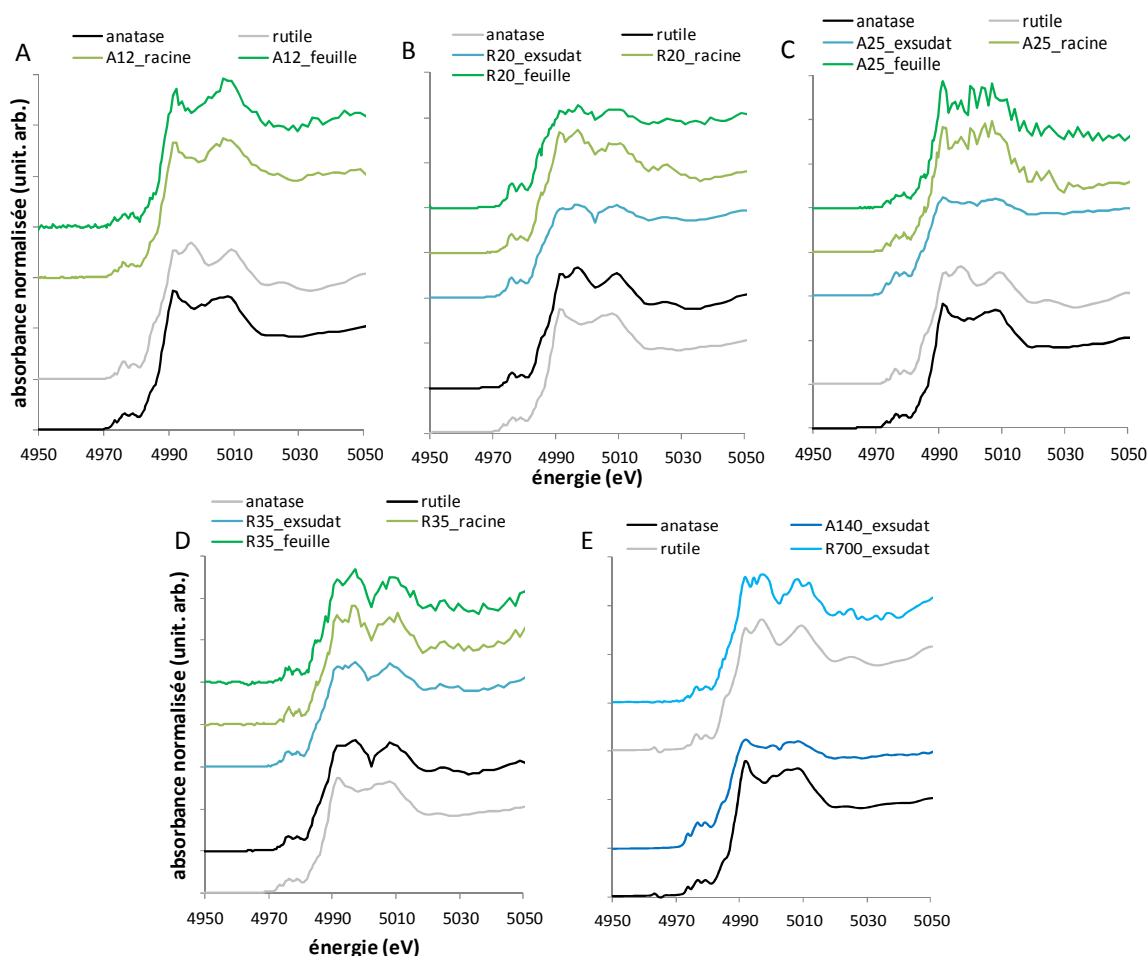 A
anatase rutile
A12_racine A12_feuille
B
anatase rutile
R20_exsudat R20_racine
R20_feuille
C
anatase rutile
A25_exsudat A25_racine
A25_feuille
absorbance normalisée (unit. arb.)
4950 4970 4990 5010 5030 5050
4950 4970 4990 5010 5030 5050
4950 4970 4990 5010 5030 5050
énergie (eV)
D
anatase rutile
R35_exsudat R35_racine
R35_feuille
E
anatase A140_exsudat
rutile R700_exsudat
absorbance normalisée (unit. arb.)
4950 4970 4990 5010 5030 5050
4950 4970 4990 5010 5030 5050
énergie (eV)